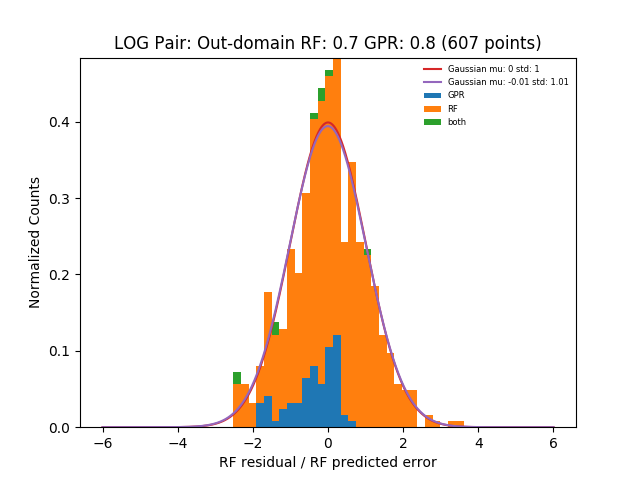 LOG Pair: Out-domain RF: 0.7 GPR: 0.8 (607 points)
Gaussian mu: 0 std: 1
Gaussian mu: -0.01 std: 1.01
GPR
RF
both
Normalized Counts
0.4
0.3
0.2
0.1
0.0
−6 −4 −2 0 2 4 6
RF residual / RF predicted error